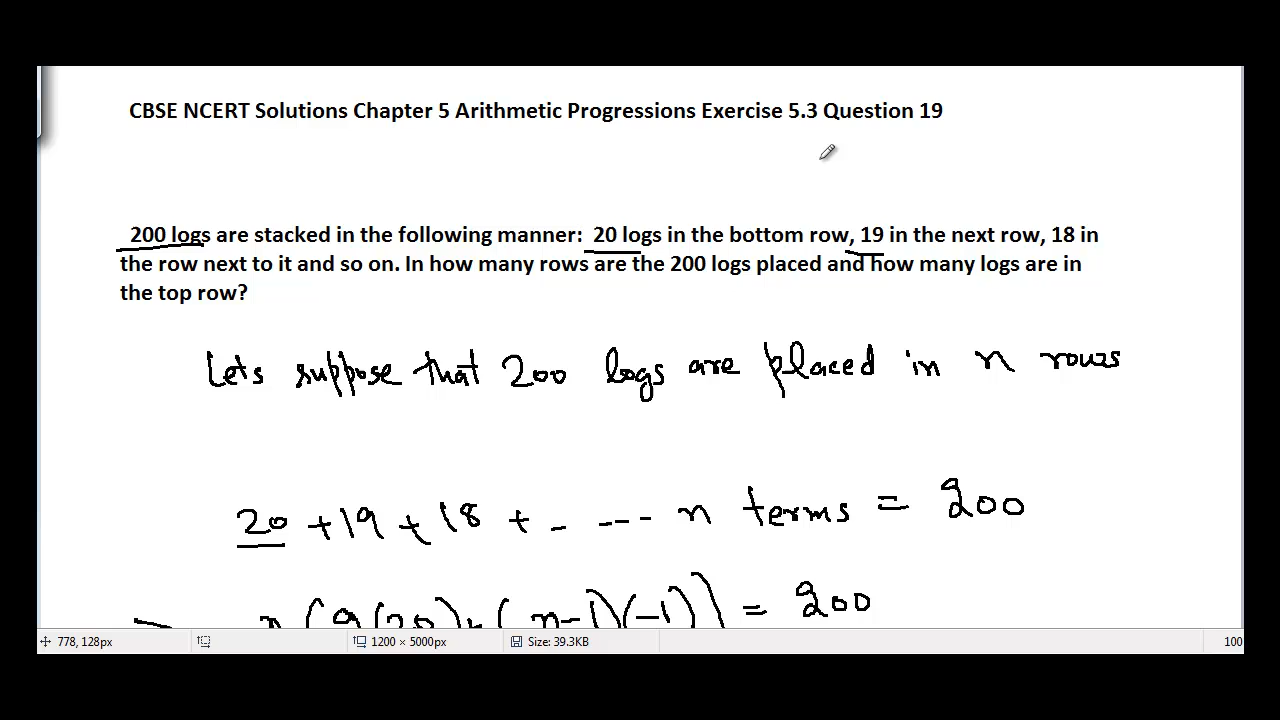 CBSE NCERT Solutions Chapter 5 Arithmetic Progressions Exercise 5.3 Question 19
200 logs are stacked in the following manner: 20 logs in the bottom row, 19 in the next row, 18 in
the row next to it and so on. In how many rows are the 200 logs placed and how many logs are in
the top row?
Lets suppose that 200 logs are placed in n rows
20 + 19 + 18 + - --- n terms = 200
n (2(20) + (n-1)(-1)) = 200
778, 128px
1200 × 5000px
Size: 39.3KB
100